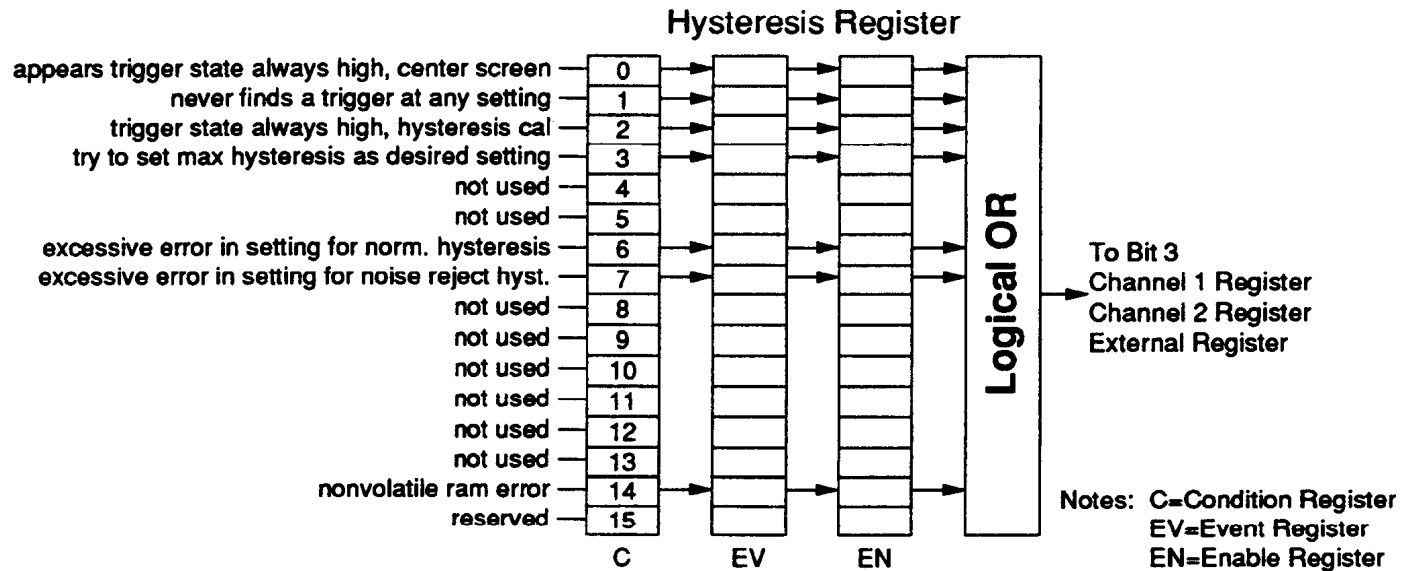 Hysteresis Register
appears trigger state always high, center screen 0
never finds a trigger at any setting 1
trigger state always high, hysteresis cal 2
try to set max hysteresis as desired setting 3
not used 4
not used 5
excessive error in setting for norm. hysteresis 6
excessive error in setting for noise reject hyst. 7
not used 8
not used 9
not used 10
not used 11
not used 12
not used 13
nonvolatile ram error 14
reserved 15
C EV EN
Logical OR
To Bit 3
Channel 1 Register
Channel 2 Register
External Register
Notes: C=Condition Register
EV=Event Register
EN=Enable Register